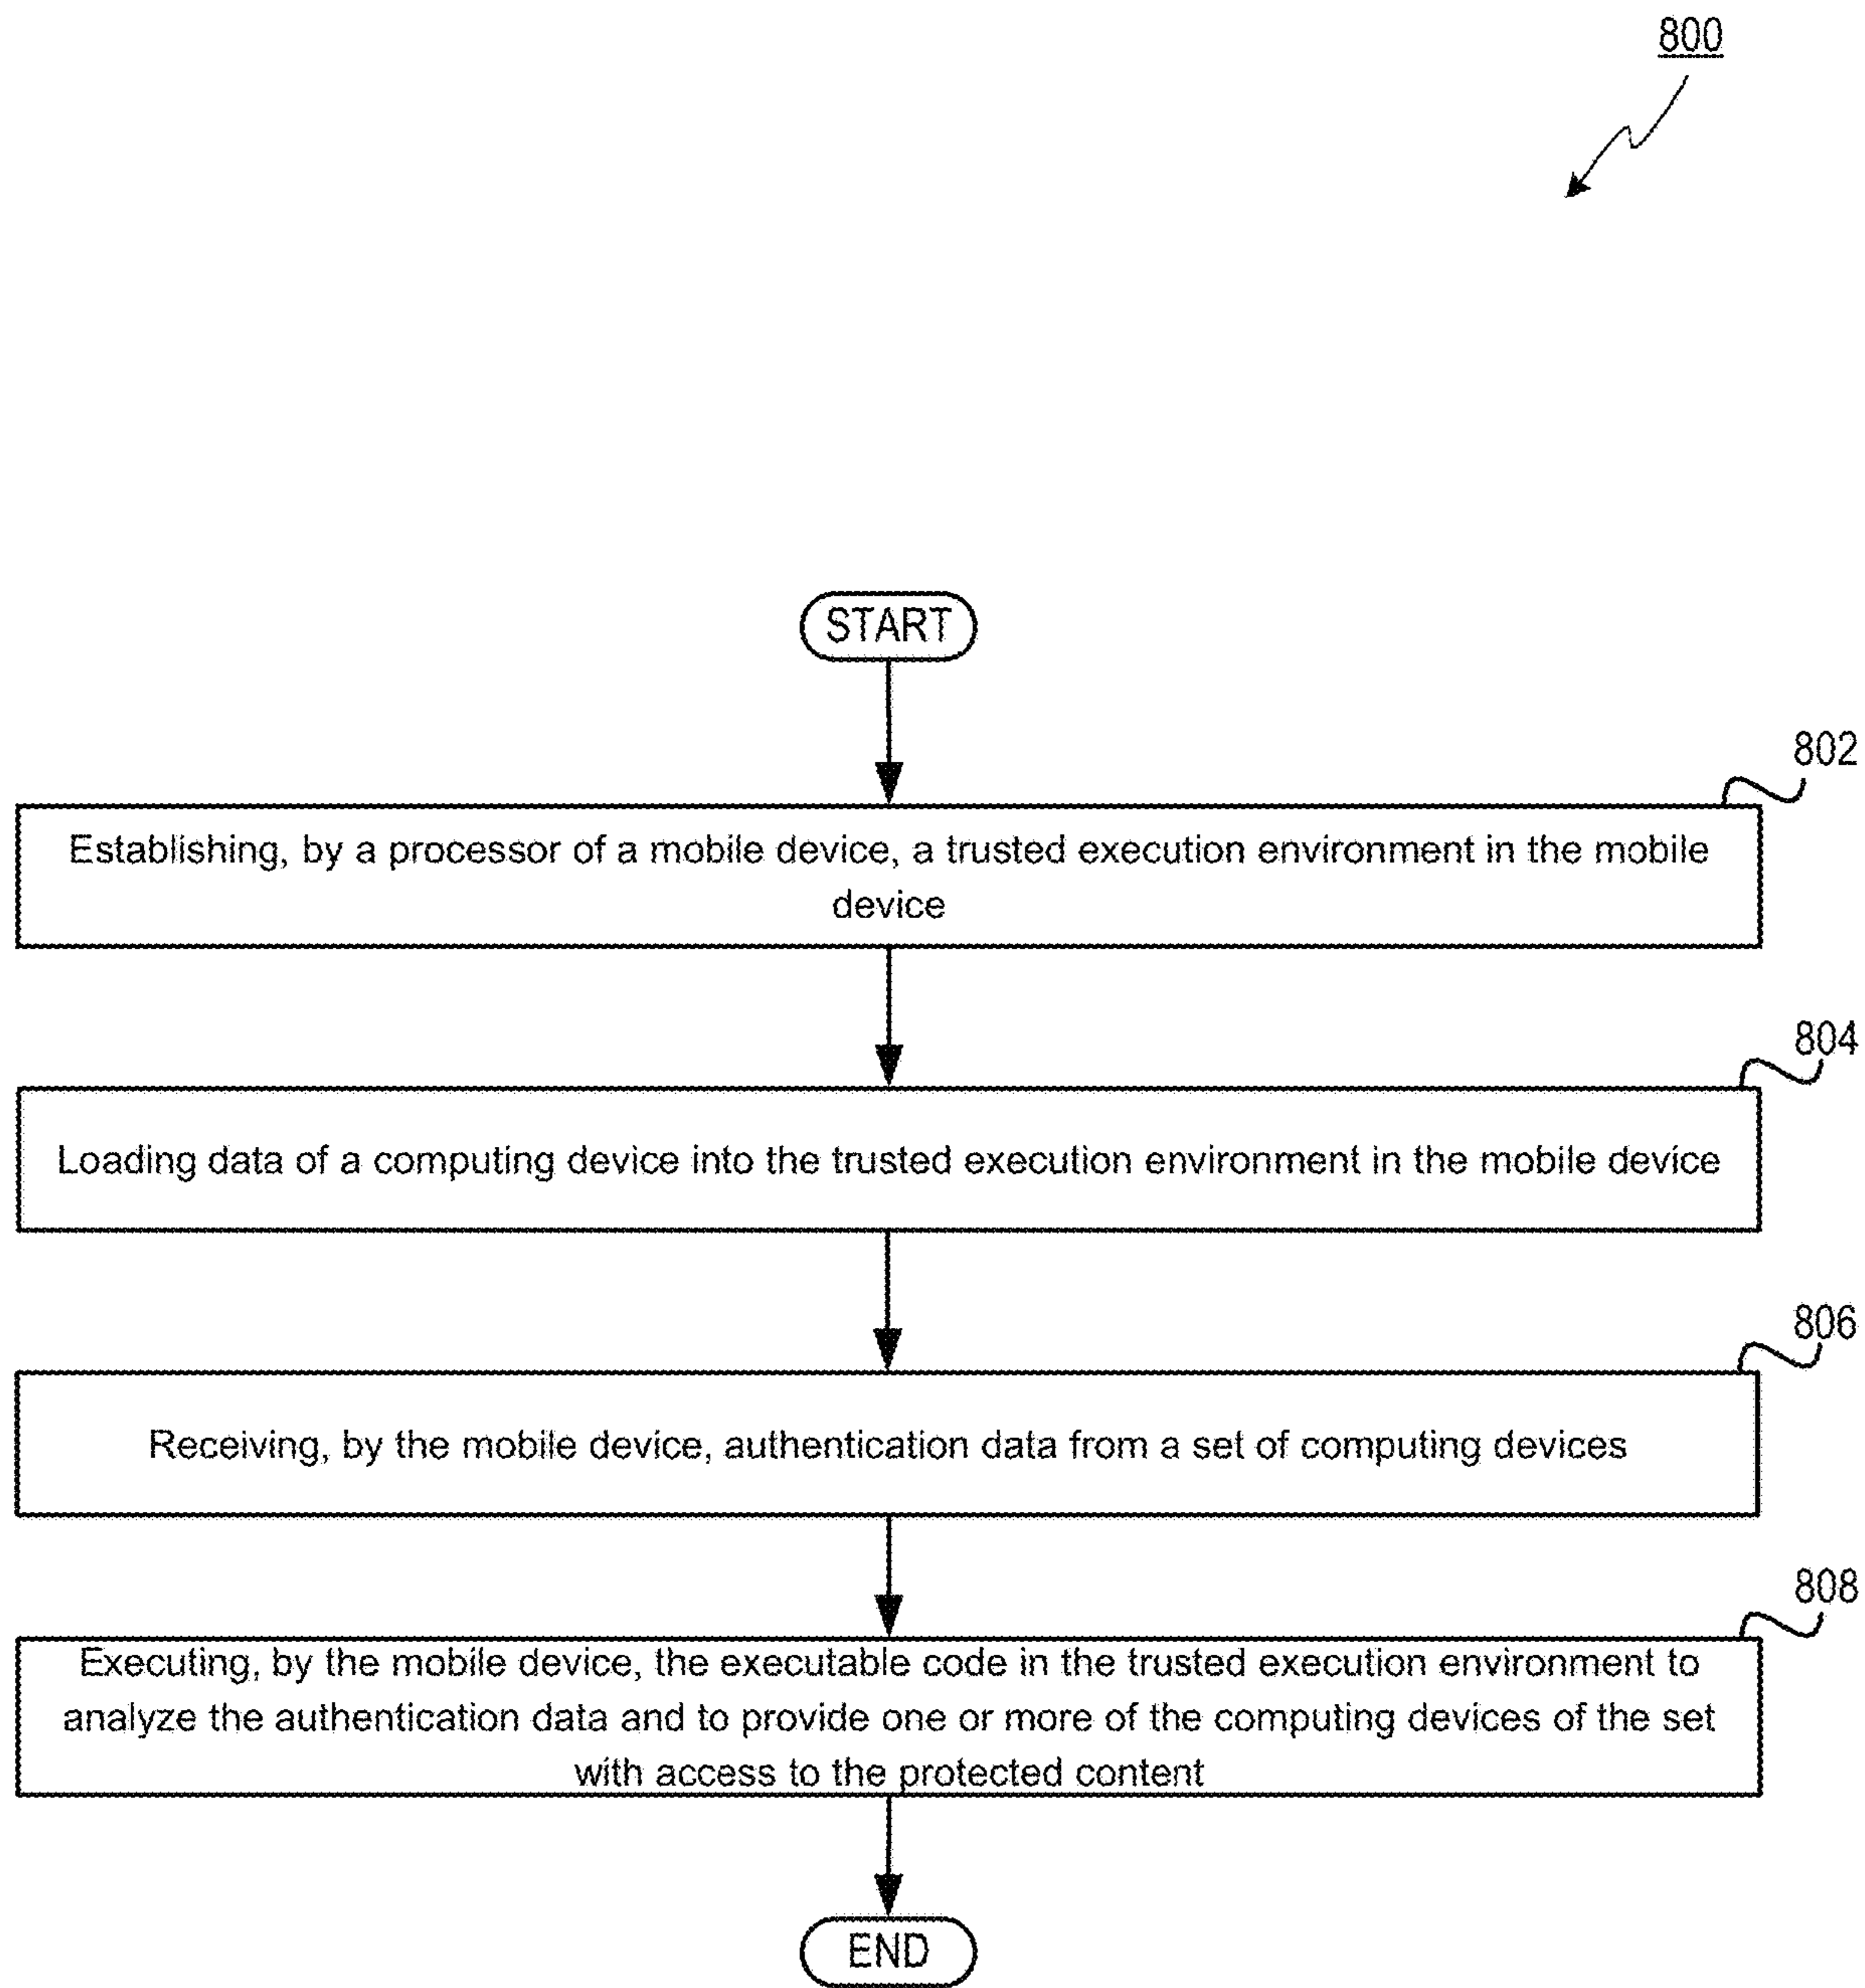 800
START
802
Establishing, by a processor of a mobile device, a trusted execution environment in the mobile
device
804
Loading data of a computing device into the trusted execution environment in the mobile device
806
Receiving, by the mobile device, authentication data from a set of computing devices
808
Executing, by the mobile device, the executable code in the trusted execution environment to
analyze the authentication data and to provide one or more of the computing devices of the set
with access to the protected content
END